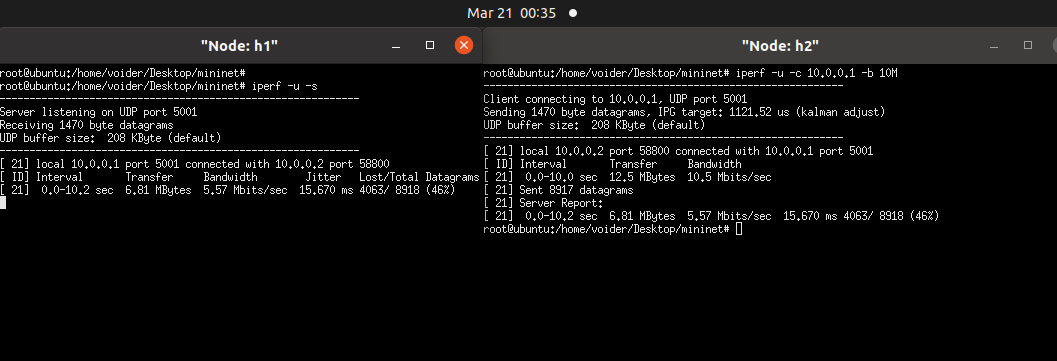 Mar 21 00:35
"Node: h1"
root@ubuntu:/home/voider/Desktop/mininet#
root@ubuntu:/home/voider/Desktop/mininet# iperf -u -s
------------------------------------------------------------
Server listening on UDP port 5001
Receiving 1470 byte datagrams
UDP buffer size:  208 KByte (default)
------------------------------------------------------------
[ 21] local 10.0.0.1 port 5001 connected with 10.0.0.2 port 58800
[ ID] Interval       Transfer     Bandwidth        Jitter   Lost/Total Datagrams
[ 21]  0.0-10.2 sec  6.81 MBytes  5.57 Mbits/sec  15.670 ms 4063/ 8918 (46%)
"Node: h2"
root@ubuntu:/home/voider/Desktop/mininet# iperf -u -c 10.0.0.1 -b 10M
------------------------------------------------------------
Client connecting to 10.0.0.1, UDP port 5001
Sending 1470 byte datagrams, IPG target: 1121.52 us (kalman adjust)
UDP buffer size:  208 KByte (default)
------------------------------------------------------------
[ 21] local 10.0.0.2 port 58800 connected with 10.0.0.1 port 5001
[ ID] Interval       Transfer     Bandwidth
[ 21]  0.0-10.0 sec  12.5 MBytes  10.5 Mbits/sec
[ 21] Sent 8917 datagrams
[ 21] Server Report:
[ 21]  0.0-10.2 sec  6.81 MBytes  5.57 Mbits/sec  15.670 ms 4063/ 8918 (46%)
root@ubuntu:/home/voider/Desktop/mininet#